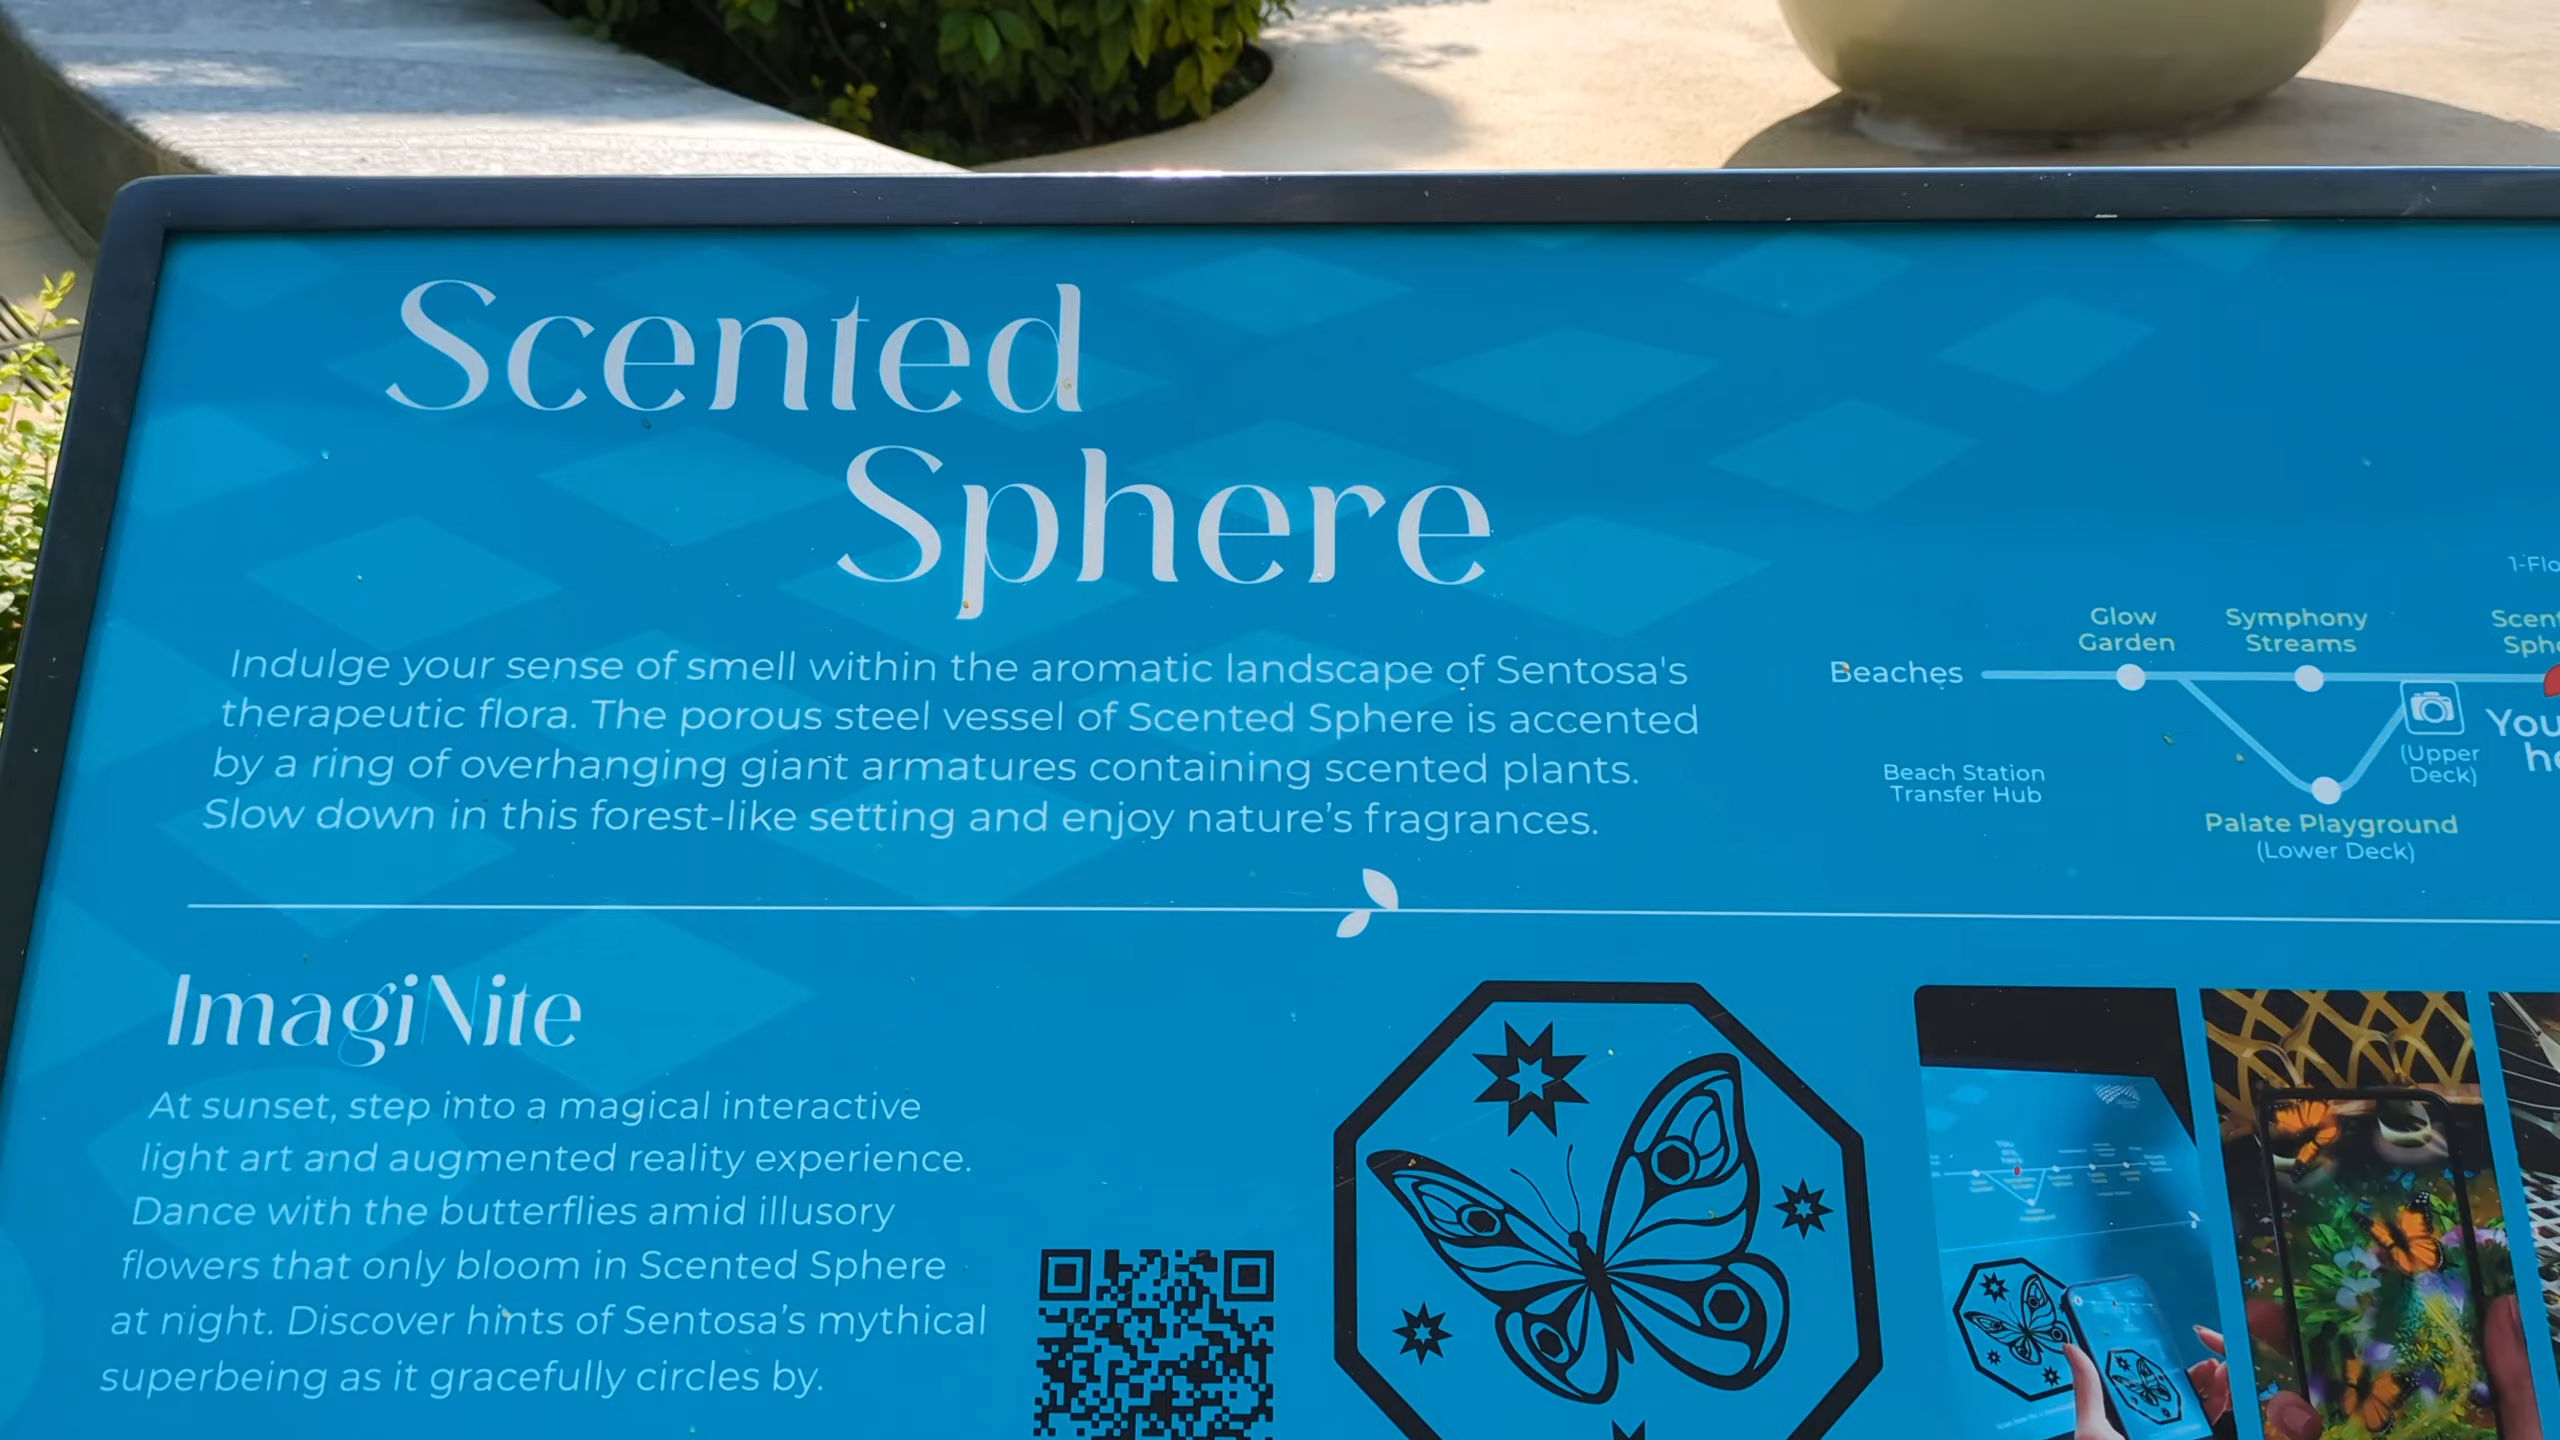 Scented
Sphere
Indulge your sense of smell within the aromatic landscape of Sentosa's
therapeutic flora. The porous steel vessel of Scented Sphere is accented
by a ring of overhanging giant armatures containing scented plants.
Slow down in this forest-like setting and enjoy nature's fragrances.
Glow
Garden
Symphony
Streams
Beaches
You
(Upper
Deck)
Beach Station
Transfer Hub
Palate Playground
(Lower Deck)
ImagiNite
At sunset, step into a magical interactive
light art and augmented reality experience.
Dance with the butterflies amid illusory
flowers that only bloom in Scented Sphere
at night. Discover hints of Sentosa's mythical
superbeing as it gracefully circles by.